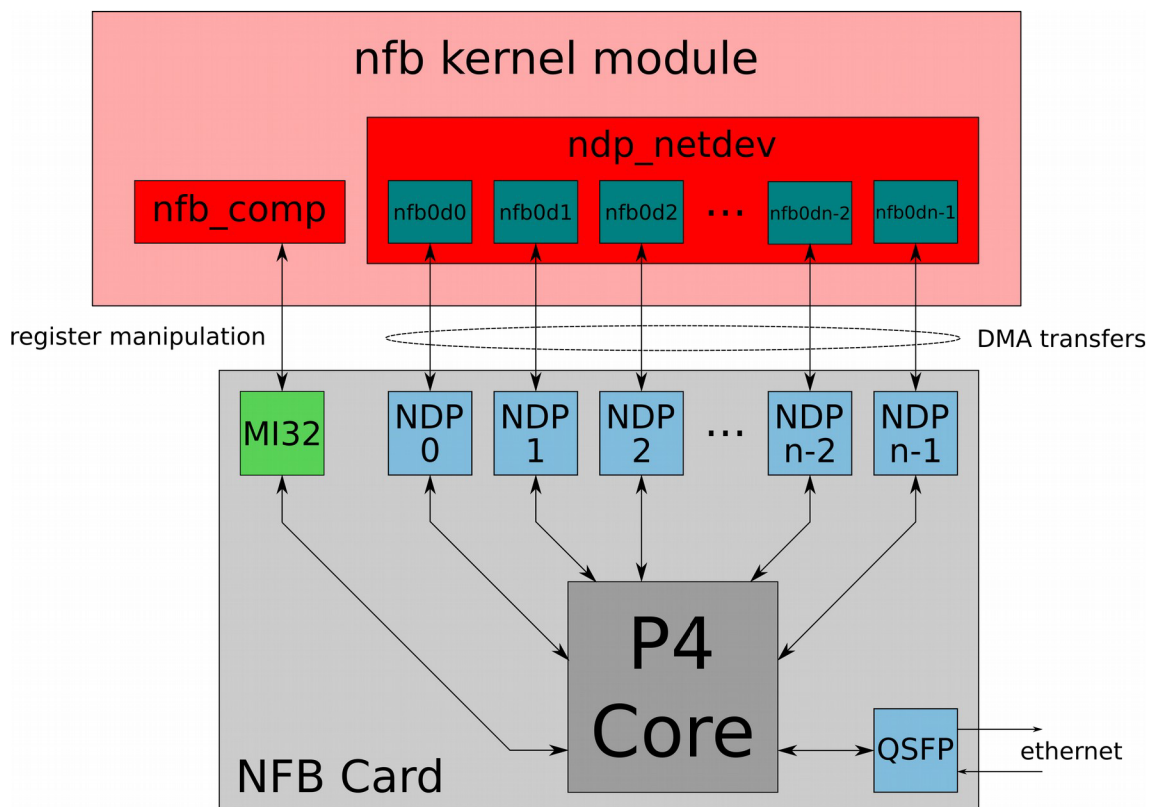 nfb kernel module
ndp_netdev
nfb_comp
nfb0d0
nfb0d1
nfb0d2
...
nfb0dn-2
nfb0dn-1
register manipulation
DMA transfers
MI32
NDP
0
NDP
1
NDP
2
...
NDP
n-2
NDP
n-1
P4
Core
QSFP
ethernet
NFB Card